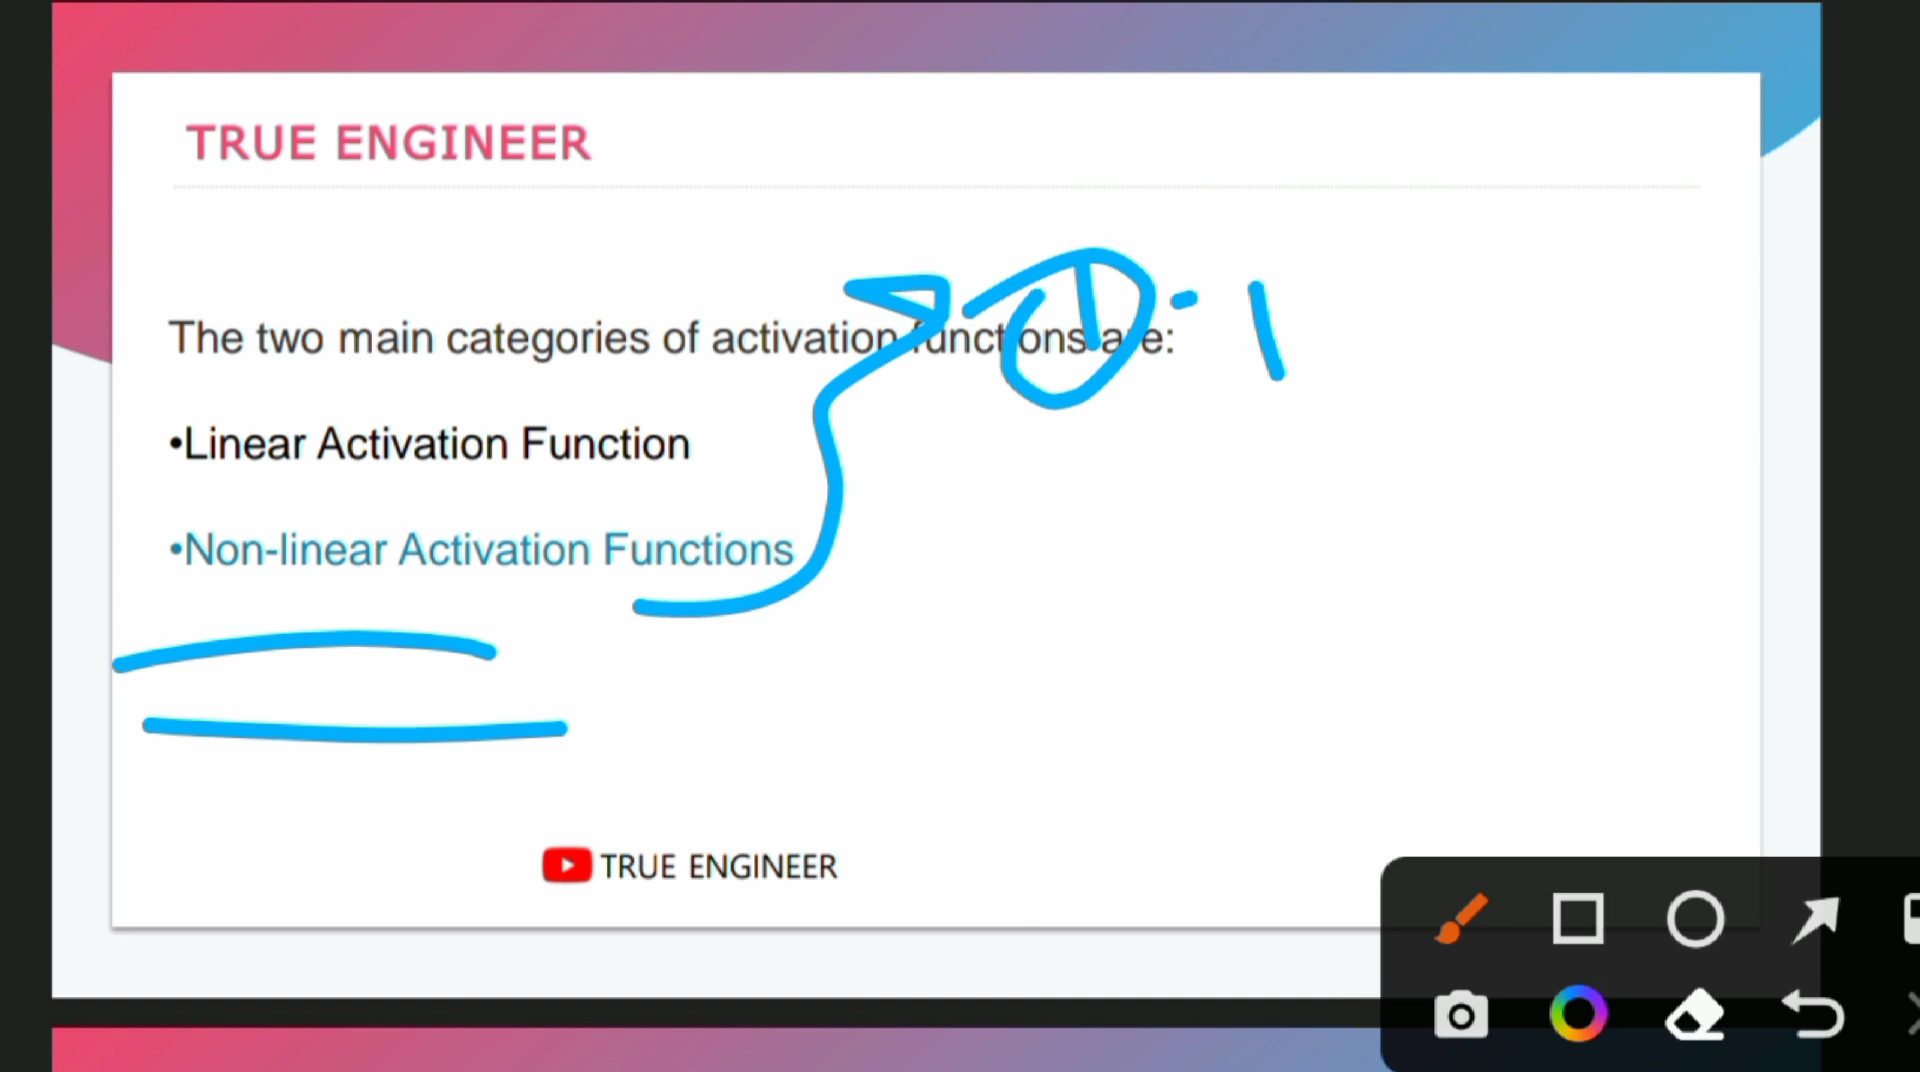 TRUE ENGINEER
The two main categories of activation functions are:
•Linear Activation Function
•Non-linear Activation Functions
TRUE ENGINEER